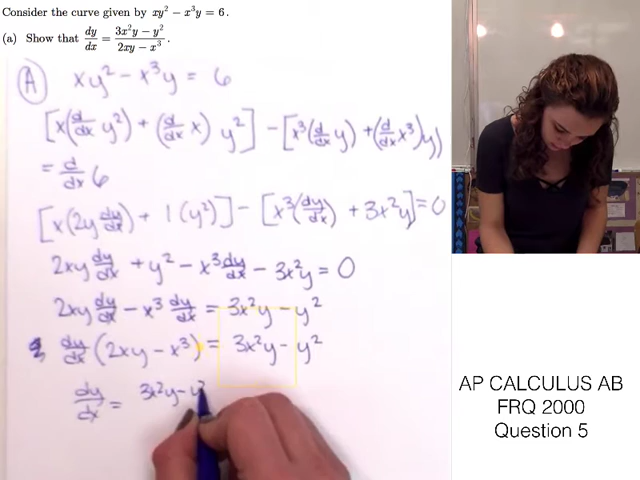 Consider the curve given by xy² − x³y = 6.
(a) Show that dy/dx = (3x²y − y²)/(2xy − x³).
A xy² − x³y = 6
[x(d/dx y²) + (d/dx x) y²] − [x³(d/dx y) + (d/dx x³)y)
= d/dx 6
[x(2y dy/dx) + 1(y²)] − [x³(dy/dx) + 3x²y] = 0
2xy dy/dx + y² − x³ dy/dx − 3x²y = 0
2xy dy/dx − x³ dy/dx = 3x²y − y²
dy/dx (2xy − x³) = 3x²y − y²
dy/dx = 3x²y − y²
AP CALCULUS AB
FRQ 2000
Question 5